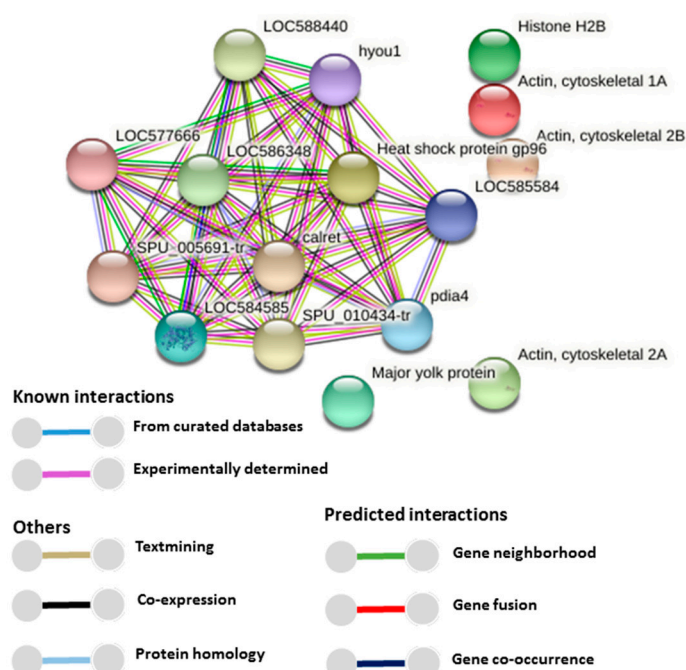 LOC588440
Histone H2B
hyou1
Actin, cytoskeletal 1A
LOC577666
Actin, cytoskeletal 2B
LOC586348
Heat shock protein gp96
LOC585584
calret
SPU_005691-tr
pdia4
LOC584585
SPU_010434-tr
Actin, cytoskeletal 2A
Major yolk protein
Known interactions
From curated databases
Experimentally determined
Others
Textmining
Co-expression
Protein homology
Predicted interactions
Gene neighborhood
Gene fusion
Gene co-occurrence